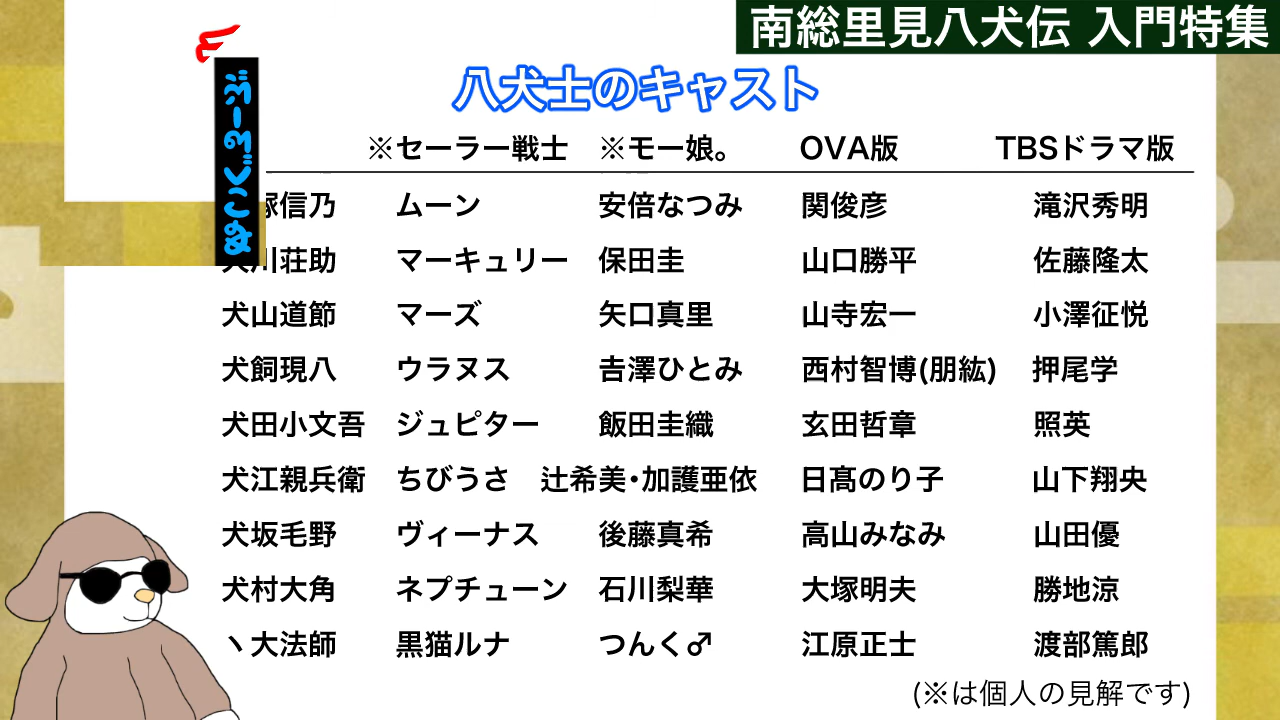 南総里見八犬伝 入門特集
八犬士のキャスト
※セーラー戦士 ※モー娘。 OVA版 TBSドラマ版
塚信乃 ムーン 安倍なつみ 関俊彦 滝沢秀明
犬川荘助 マーキュリー 保田圭 山口勝平 佐藤隆太
犬山道節 マーズ 矢口真里 山寺宏一 小澤征悦
犬飼現八 ウラヌス 吉澤ひとみ 西村智博(朋紘) 押尾学
犬田小文吾 ジュピター 飯田圭織 玄田哲章 照英
犬江親兵衛 ちびうさ 辻希美・加護亜依 日髙のり子 山下翔央
犬坂毛野 ヴィーナス 後藤真希 高山みなみ 山田優
犬村大角 ネプチューン 石川梨華 大塚明夫 勝地涼
丶大法師 黒猫ルナ つんく♂ 江原正士 渡部篤郎
(※は個人の見解です)